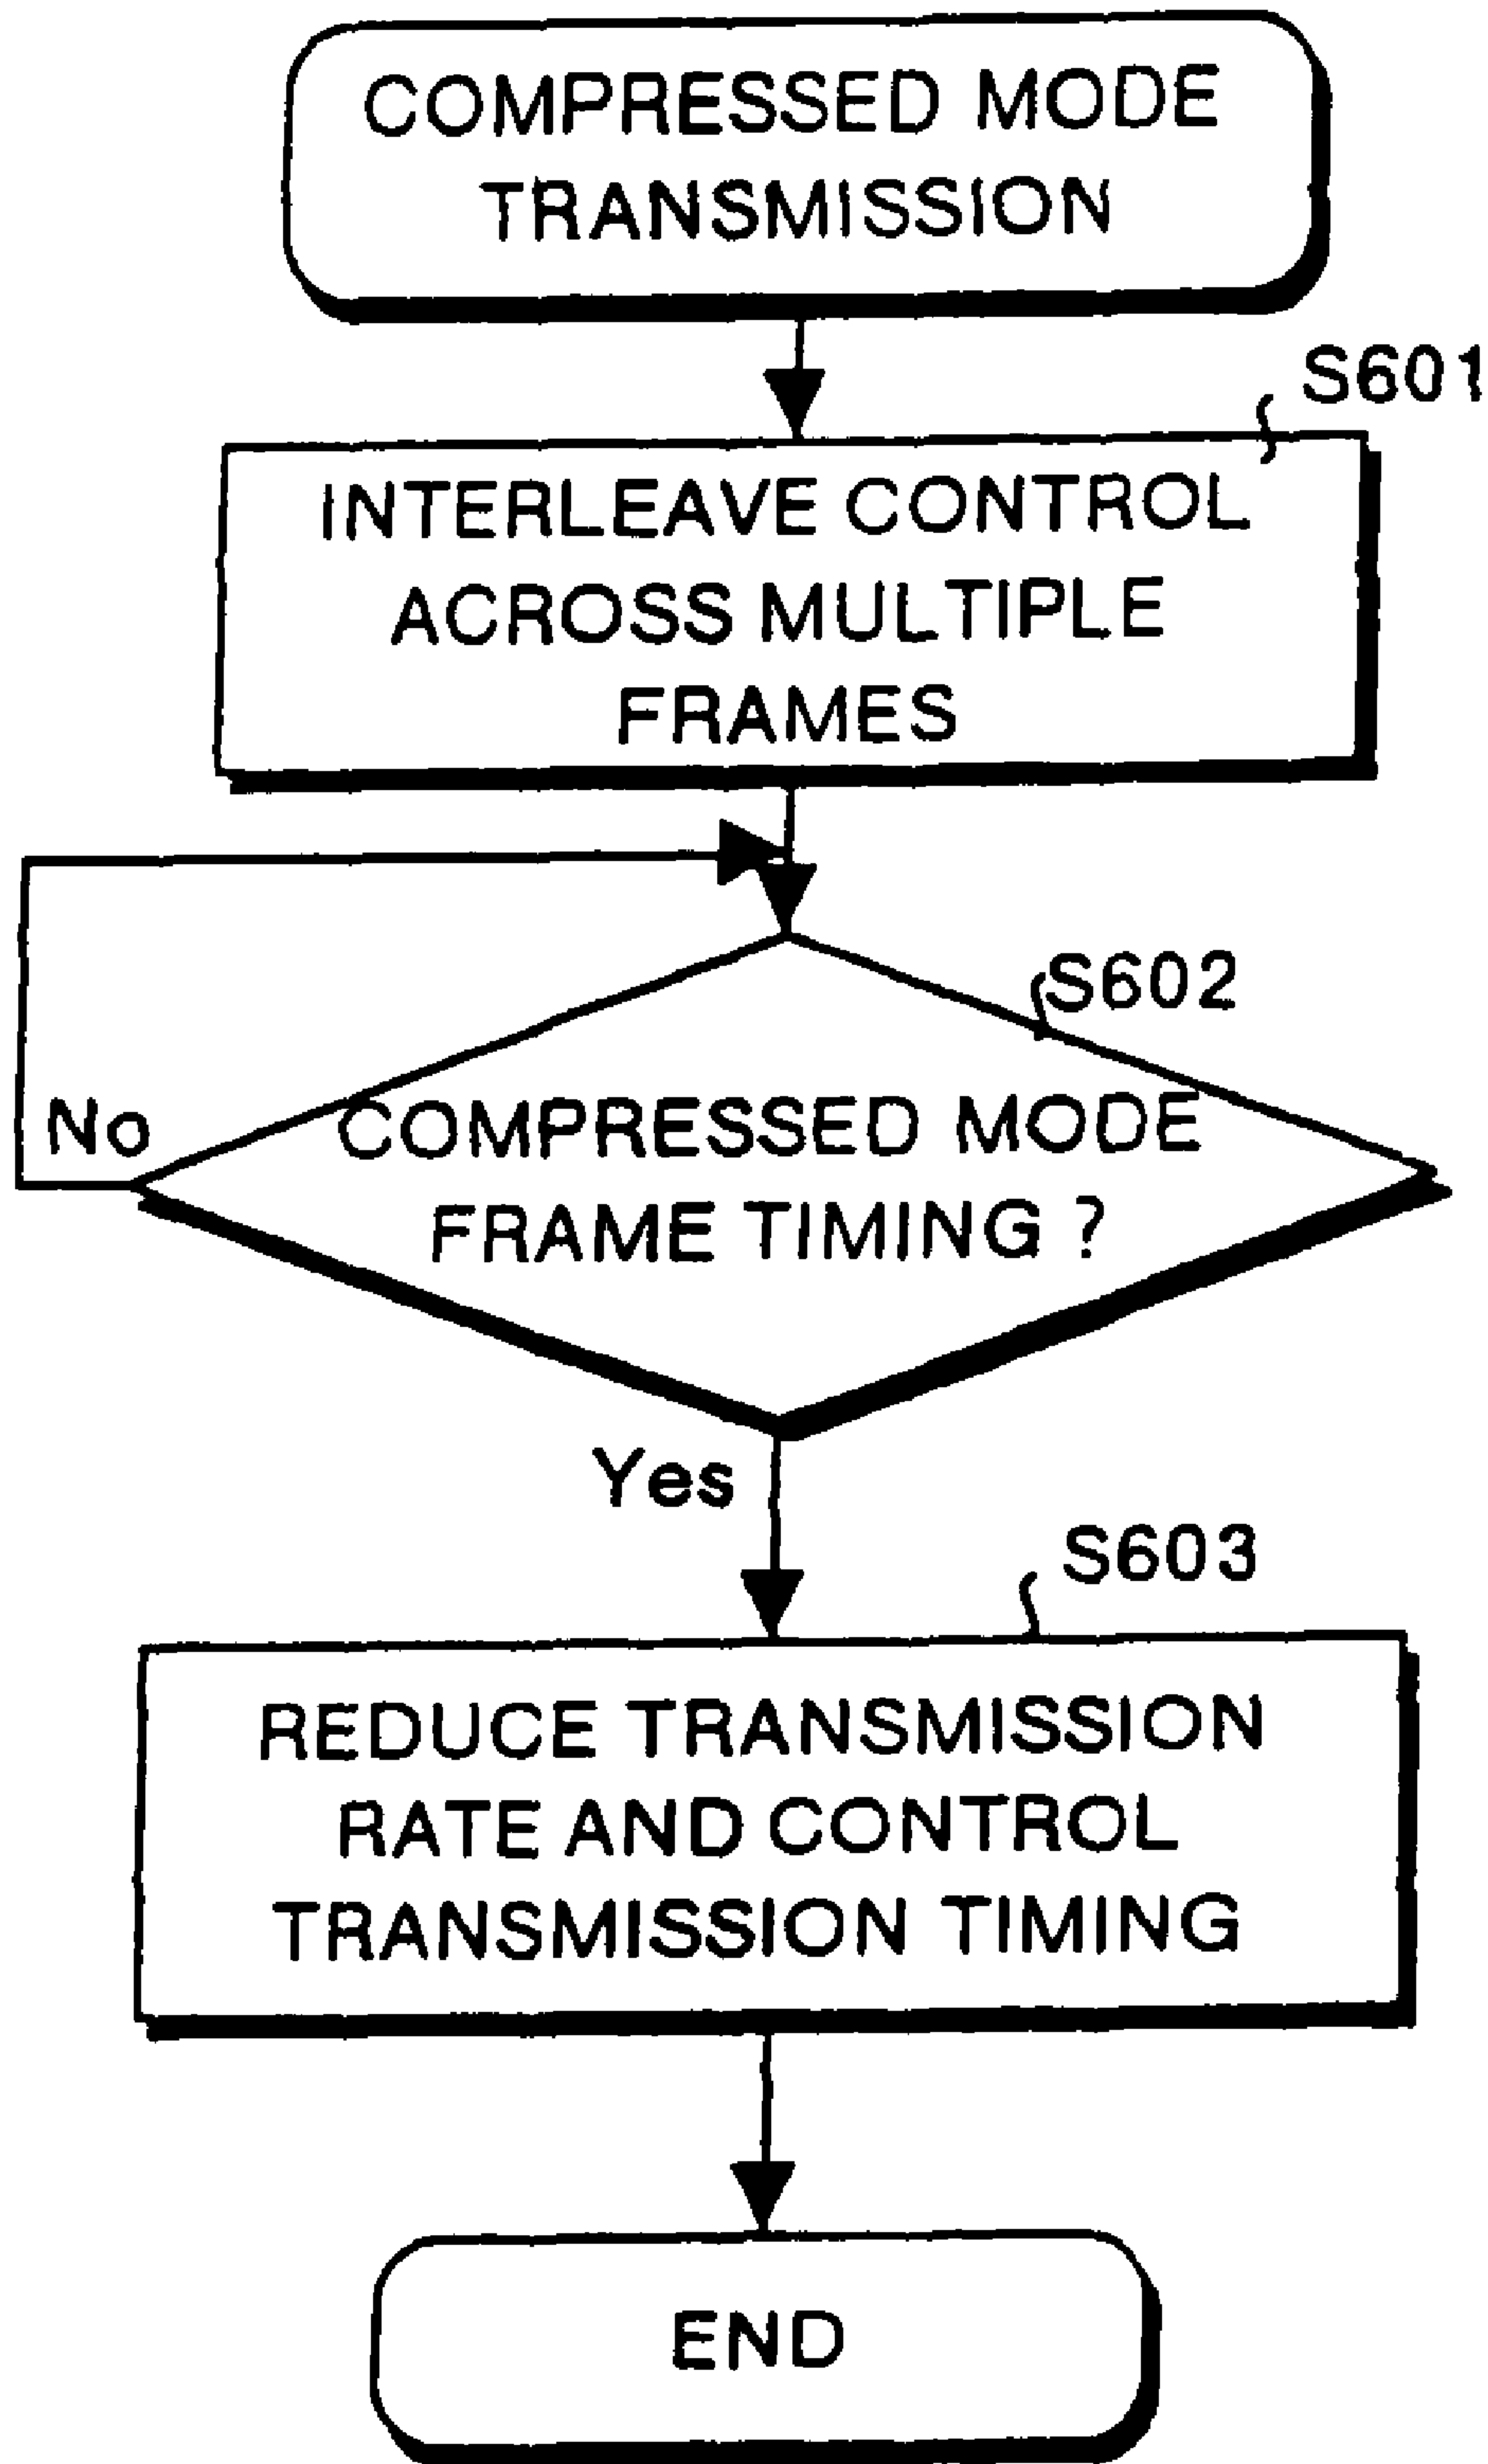 COMPRESSED MODE
TRANSMISSION
S601
INTERLEAVE CONTROL
ACROSS MULTIPLE
FRAMES
S602
No
COMPRESSED MODE
FRAME TIMING ?
Yes
S603
REDUCE TRANSMISSION
RATE AND CONTROL
TRANSMISSION TIMING
END